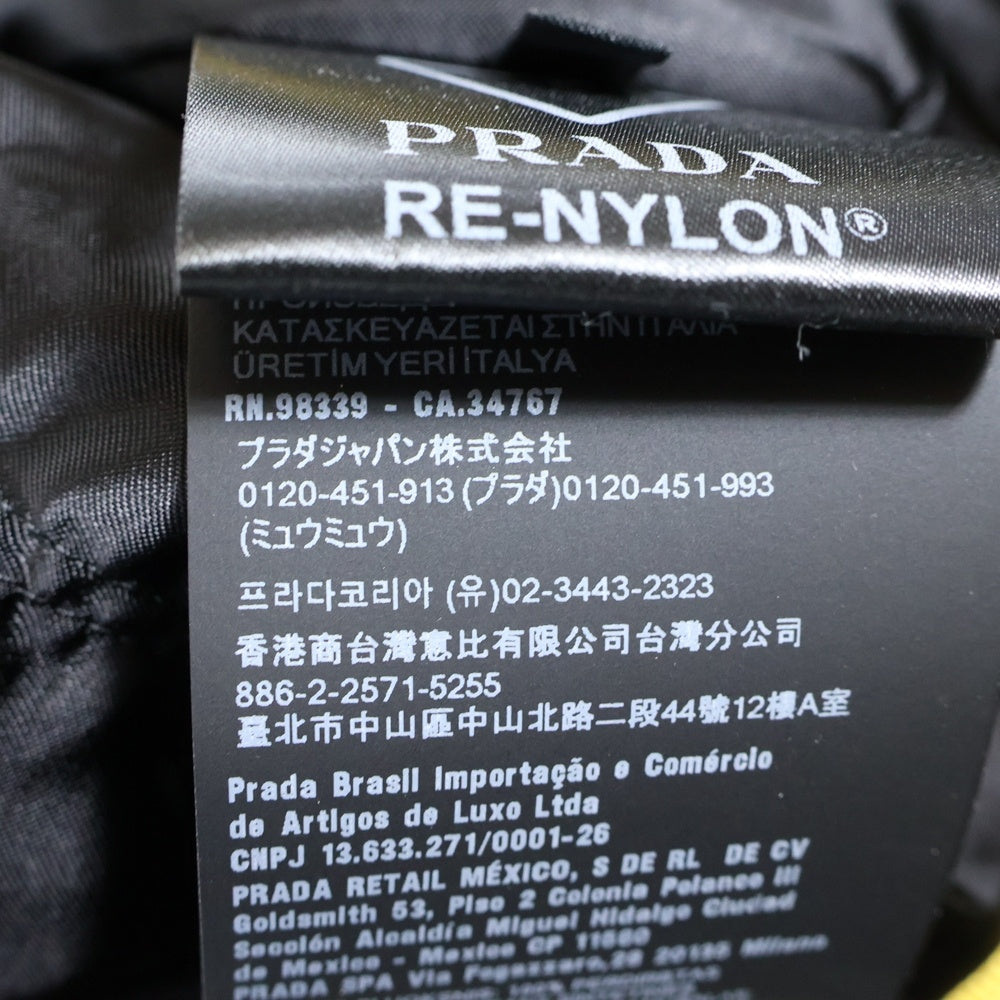 PRADA
RE-NYLON®
ΚΑΤΑΣΚΕΥΑΖΕΤΑΙ ΣΤΗΝ ΙΤΑΛΙΑ
ÜRETİM YERİ İTALYA
RN.98339 - CA.34767
プラダジャパン株式会社
0120-451-913 (プラダ)0120-451-993
(ミュウミュウ)
프라다코리아 (유)02-3443-2323
香港商台灣惠比有限公司台灣分公司
886-2-2571-5255
臺北市中山區中山北路二段44號12樓A室
Prada Brasil Importação e Comércio
de Artigos de Luxo Ltda
CNPJ 13.633.271/0001-26
PRADA RETAIL MÉXICO, S DE RL DE CV
Goldsmith 53, Piso 2 Colonia Polanco III
Sección Alcaldía Miguel Hidalgo Ciudad
de Mexico - Mexico CP 11560
PRADA SPA Via Fogazzaro,28 20135 Milano